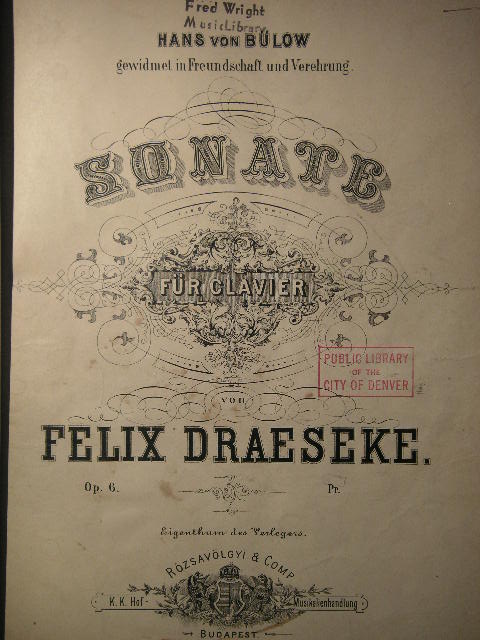 Fred Wright
Music Library
HANS VON BÜLOW
gewidmet in Freundschaft und Verehrung.
SONATE
FÜR CLAVIER
PUBLIC LIBRARY
OF THE
CITY OF DENVER
VON
FELIX DRAESEKE.
Op. 6.
Pr.
Eigenthum des Verlegers.
RÓZSAVÖLGYI & COMP
K. K. Hof-
Musikalienhandlung
BUDAPEST